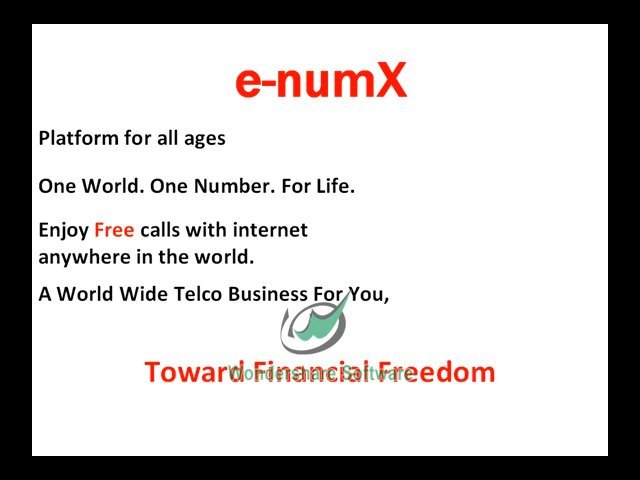 e-numX
Platform for all ages
One World. One Number. For Life.
Enjoy Free calls with internet
anywhere in the world.
A World Wide Telco Business For You,
Toward Financial Freedom
Wondershare Software